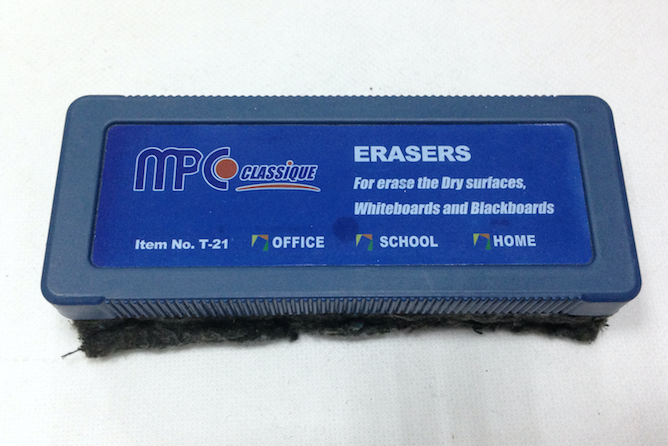 MPC CLASSIQUE
ERASERS
For erase the Dry surfaces,
Whiteboards and Blackboards
Item No. T-21 OFFICE SCHOOL HOME